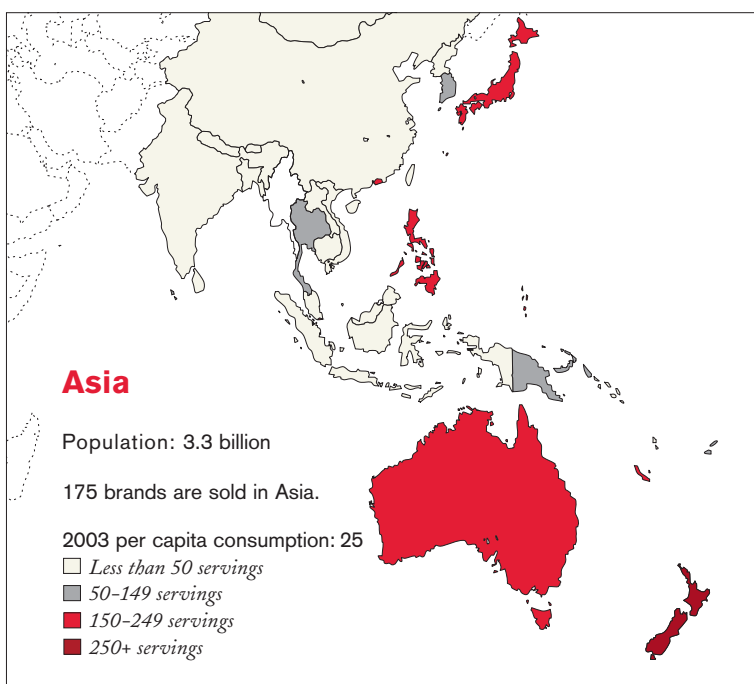 Asia
Population: 3.3 billion
175 brands are sold in Asia.
2003 per capita consumption: 25
Less than 50 servings
50–149 servings
150–249 servings
250+ servings